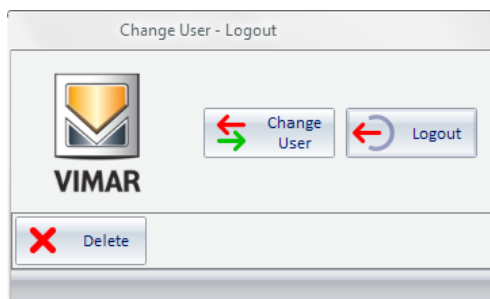 Change User - Logout
Change
User
Logout
VIMAR
Delete